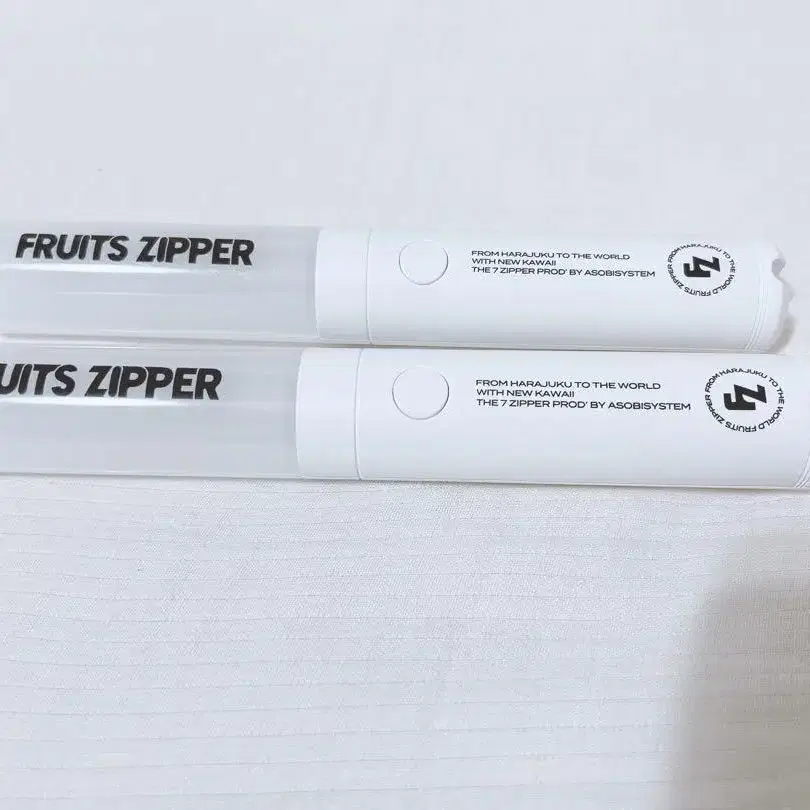 FRUITS ZIPPER
FROM HARAJUKU TO THE WORLD
WITH NEW KAWAII
THE 7 ZIPPER PROD' BY ASOBISYSTEM
FROM HARAJUKU TO THE WORLD FRUITS ZIPPER
UITS ZIPPER
FROM HARAJUKU TO THE WORLD
WITH NEW KAWAII
THE 7 ZIPPER PROD' BY ASOBISYSTEM
FROM HARAJUKU TO THE WORLD FRUITS ZIPPER